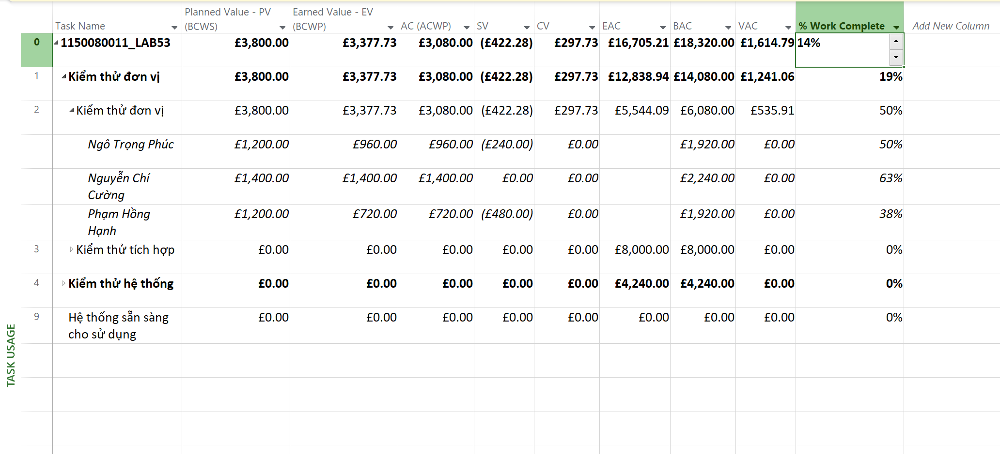 Task Name Planned Value - PV (BCWS) Earned Value - EV (BCWP) AC (ACWP) SV CV EAC BAC VAC % Work Complete Add New Column
0 1150080011_LAB53 £3,800.00 £3,377.73 £3,080.00 (£422.28) £297.73 £16,705.21 £18,320.00 £1,614.79 14%
1 Kiểm thử đơn vị £3,800.00 £3,377.73 £3,080.00 (£422.28) £297.73 £12,838.94 £14,080.00 £1,241.06 19%
2 Kiểm thử đơn vị £3,800.00 £3,377.73 £3,080.00 (£422.28) £297.73 £5,544.09 £6,080.00 £535.91 50%
Ngô Trọng Phúc £1,200.00 £960.00 £960.00 (£240.00) £0.00 £1,920.00 £0.00 50%
Nguyễn Chí Cường £1,400.00 £1,400.00 £1,400.00 £0.00 £0.00 £2,240.00 £0.00 63%
Phạm Hồng Hạnh £1,200.00 £720.00 £720.00 (£480.00) £0.00 £1,920.00 £0.00 38%
3 Kiểm thử tích hợp £0.00 £0.00 £0.00 £0.00 £0.00 £8,000.00 £8,000.00 £0.00 0%
4 Kiểm thử hệ thống £0.00 £0.00 £0.00 £0.00 £0.00 £4,240.00 £4,240.00 £0.00 0%
9 Hệ thống sẵn sàng cho sử dụng £0.00 £0.00 £0.00 £0.00 £0.00 £0.00 £0.00 £0.00 0%
TASK USAGE